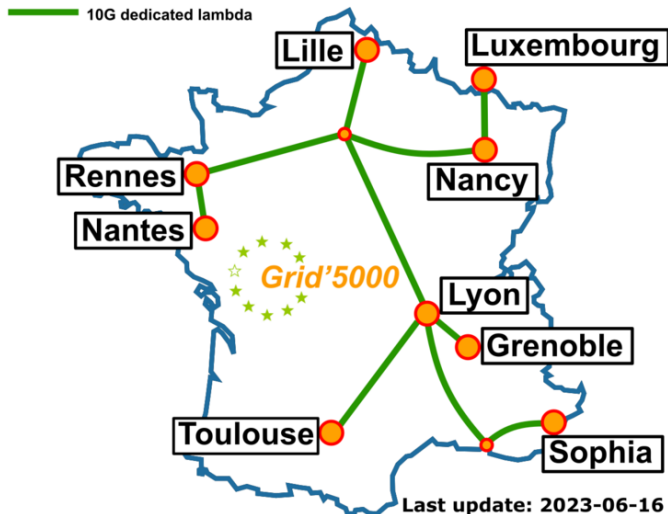 10G dedicated lambda
Lille
Luxembourg
Rennes
Nancy
Nantes
Grid'5000
Lyon
Grenoble
Toulouse
Sophia
Last update: 2023-06-16